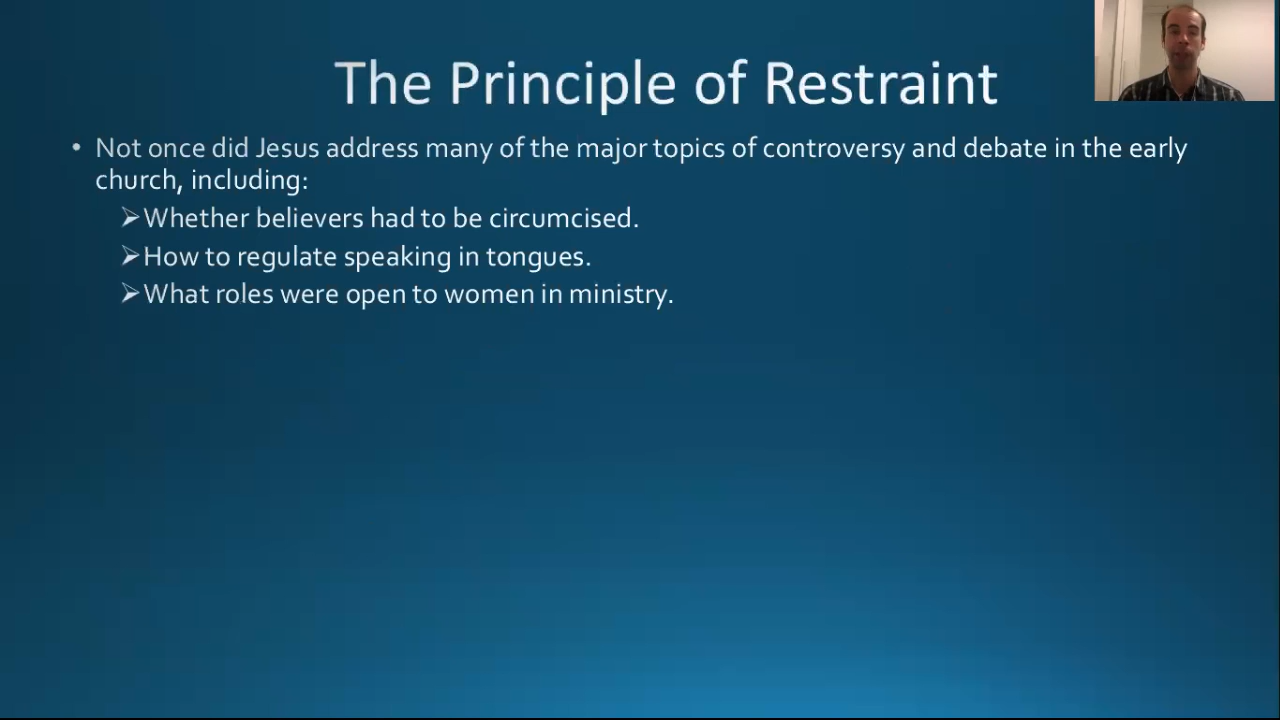 The Principle of Restraint
• Not once did Jesus address many of the major topics of controversy and debate in the early
church, including:
➢Whether believers had to be circumcised.
➢How to regulate speaking in tongues.
➢What roles were open to women in ministry.